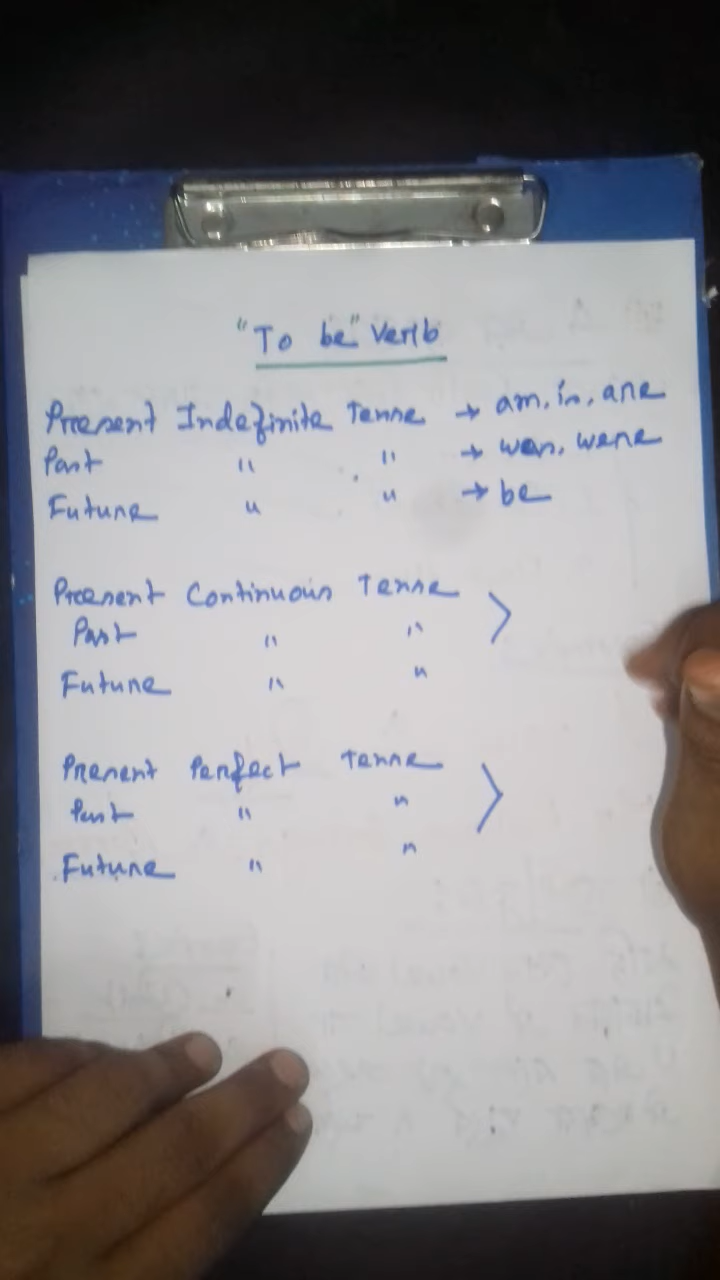 "To be" Verb
Present Indefinite Tense → am, is, are
Past " " → was, were
Future " " → be
Present Continuous Tense >
Past " "
Future " "
Present Perfect Tense >
Past " "
Future " "